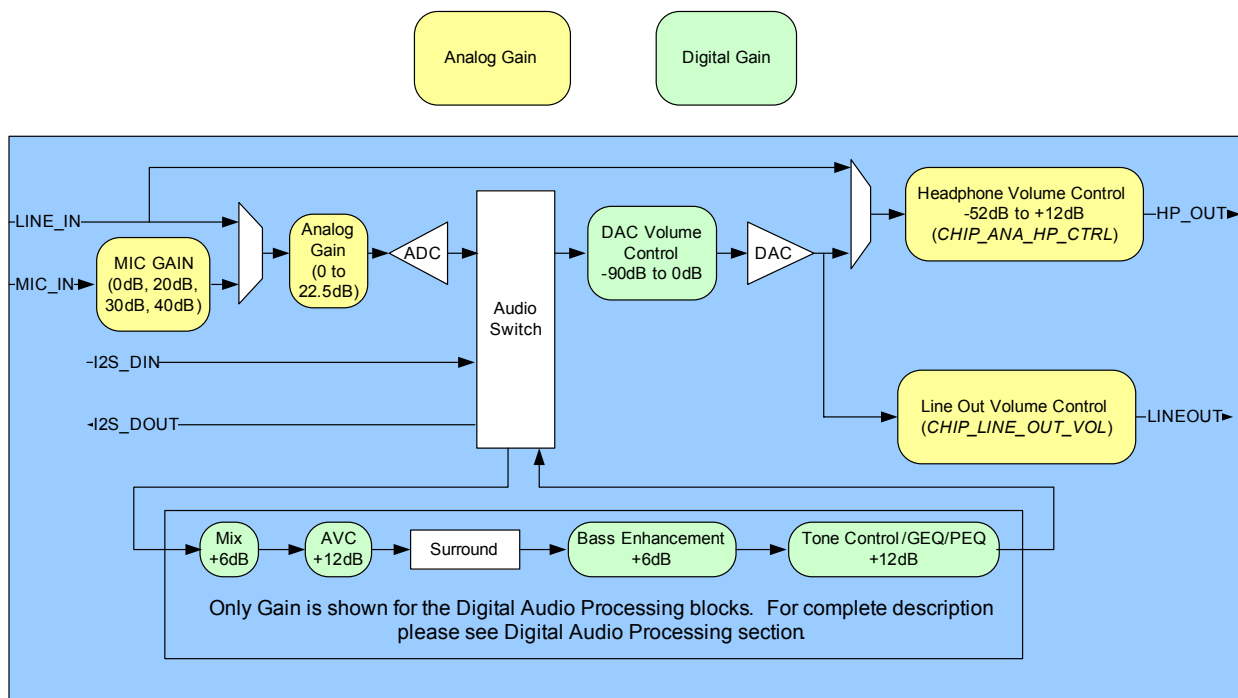 Analog Gain
Digital Gain
LINE_IN
MIC_IN
MIC GAIN
(0dB, 20dB,
30dB, 40dB)
Analog
Gain
(0 to
22.5dB)
ADC
Audio
Switch
DAC Volume
Control
-90dB to 0dB
DAC
Headphone Volume Control
-52dB to +12dB
(CHIP_ANA_HP_CTRL)
HP_OUT
I2S_DIN
I2S_DOUT
Line Out Volume Control
(CHIP_LINE_OUT_VOL)
LINEOUT
Mix
+6dB
AVC
+12dB
Surround
Bass Enhancement
+6dB
Tone Control/GEQ/PEQ
+12dB
Only Gain is shown for the Digital Audio Processing blocks. For complete description
please see Digital Audio Processing section.